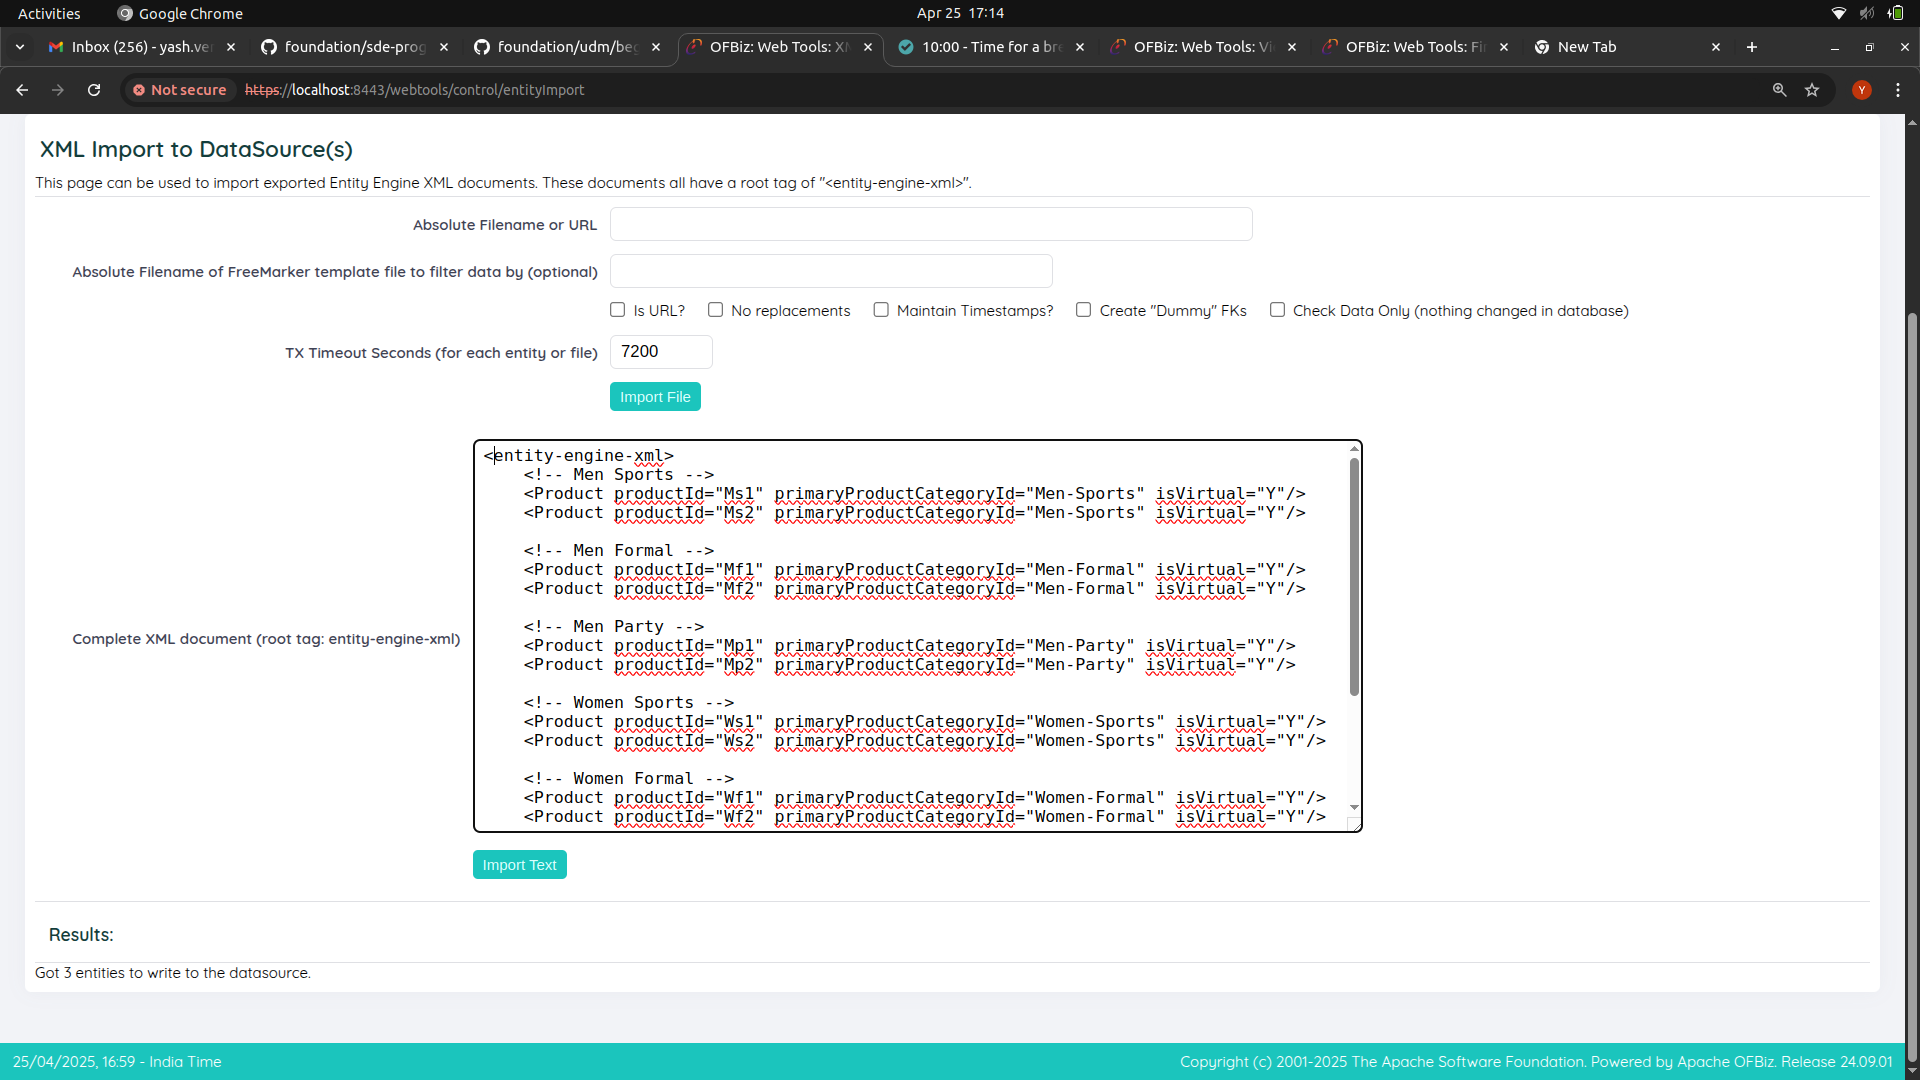 Activities
Google Chrome
Apr 25 17:14
Inbox (256) - yash.ver
foundation/sde-prog
foundation/udm/beg
OFBiz: Web Tools: XM
10:00 - Time for a bre
OFBiz: Web Tools: Vi
OFBiz: Web Tools: Fi
New Tab
Not secure
https://localhost:8443/webtools/control/entityImport
Y
XML Import to DataSource(s)
This page can be used to import exported Entity Engine XML documents. These documents all have a root tag of "<entity-engine-xml>".
Absolute Filename or URL
Absolute Filename of FreeMarker template file to filter data by (optional)
Is URL? No replacements Maintain Timestamps? Create "Dummy" FKs Check Data Only (nothing changed in database)
TX Timeout Seconds (for each entity or file) 7200
Import File
Complete XML document (root tag: entity-engine-xml)
<entity-engine-xml>
<!-- Men Sports -->
<Product productId="Ms1" primaryProductCategoryId="Men-Sports" isVirtual="Y"/>
<Product productId="Ms2" primaryProductCategoryId="Men-Sports" isVirtual="Y"/>
<!-- Men Formal -->
<Product productId="Mf1" primaryProductCategoryId="Men-Formal" isVirtual="Y"/>
<Product productId="Mf2" primaryProductCategoryId="Men-Formal" isVirtual="Y"/>
<!-- Men Party -->
<Product productId="Mp1" primaryProductCategoryId="Men-Party" isVirtual="Y"/>
<Product productId="Mp2" primaryProductCategoryId="Men-Party" isVirtual="Y"/>
<!-- Women Sports -->
<Product productId="Ws1" primaryProductCategoryId="Women-Sports" isVirtual="Y"/>
<Product productId="Ws2" primaryProductCategoryId="Women-Sports" isVirtual="Y"/>
<!-- Women Formal -->
<Product productId="Wf1" primaryProductCategoryId="Women-Formal" isVirtual="Y"/>
<Product productId="Wf2" primaryProductCategoryId="Women-Formal" isVirtual="Y"/>
Import Text
Results:
Got 3 entities to write to the datasource.
25/04/2025, 16:59 - India Time
Copyright (c) 2001-2025 The Apache Software Foundation. Powered by Apache OFBiz. Release 24.09.01